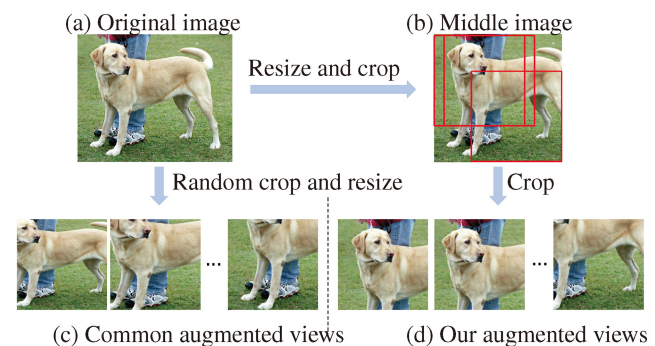 (a) Original image
(b) Middle image
Resize and crop
Random crop and resize
Crop
...
...
(c) Common augmented views
(d) Our augmented views